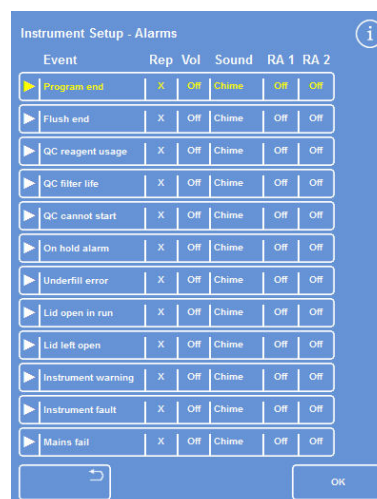 Instrument Setup - Alarms i
Event Rep Vol Sound RA 1 RA 2
Program end X Off Chime Off Off
Flush end X Off Chime Off Off
QC reagent usage X Off Chime Off Off
QC filter life X Off Chime Off Off
QC cannot start X Off Chime Off Off
On hold alarm X Off Chime Off Off
Underfill error X Off Chime Off Off
Lid open in run X Off Chime Off Off
Lid left open X Off Chime Off Off
Instrument warning X Off Chime Off Off
Instrument fault X Off Chime Off Off
Mains fail X Off Chime Off Off
OK